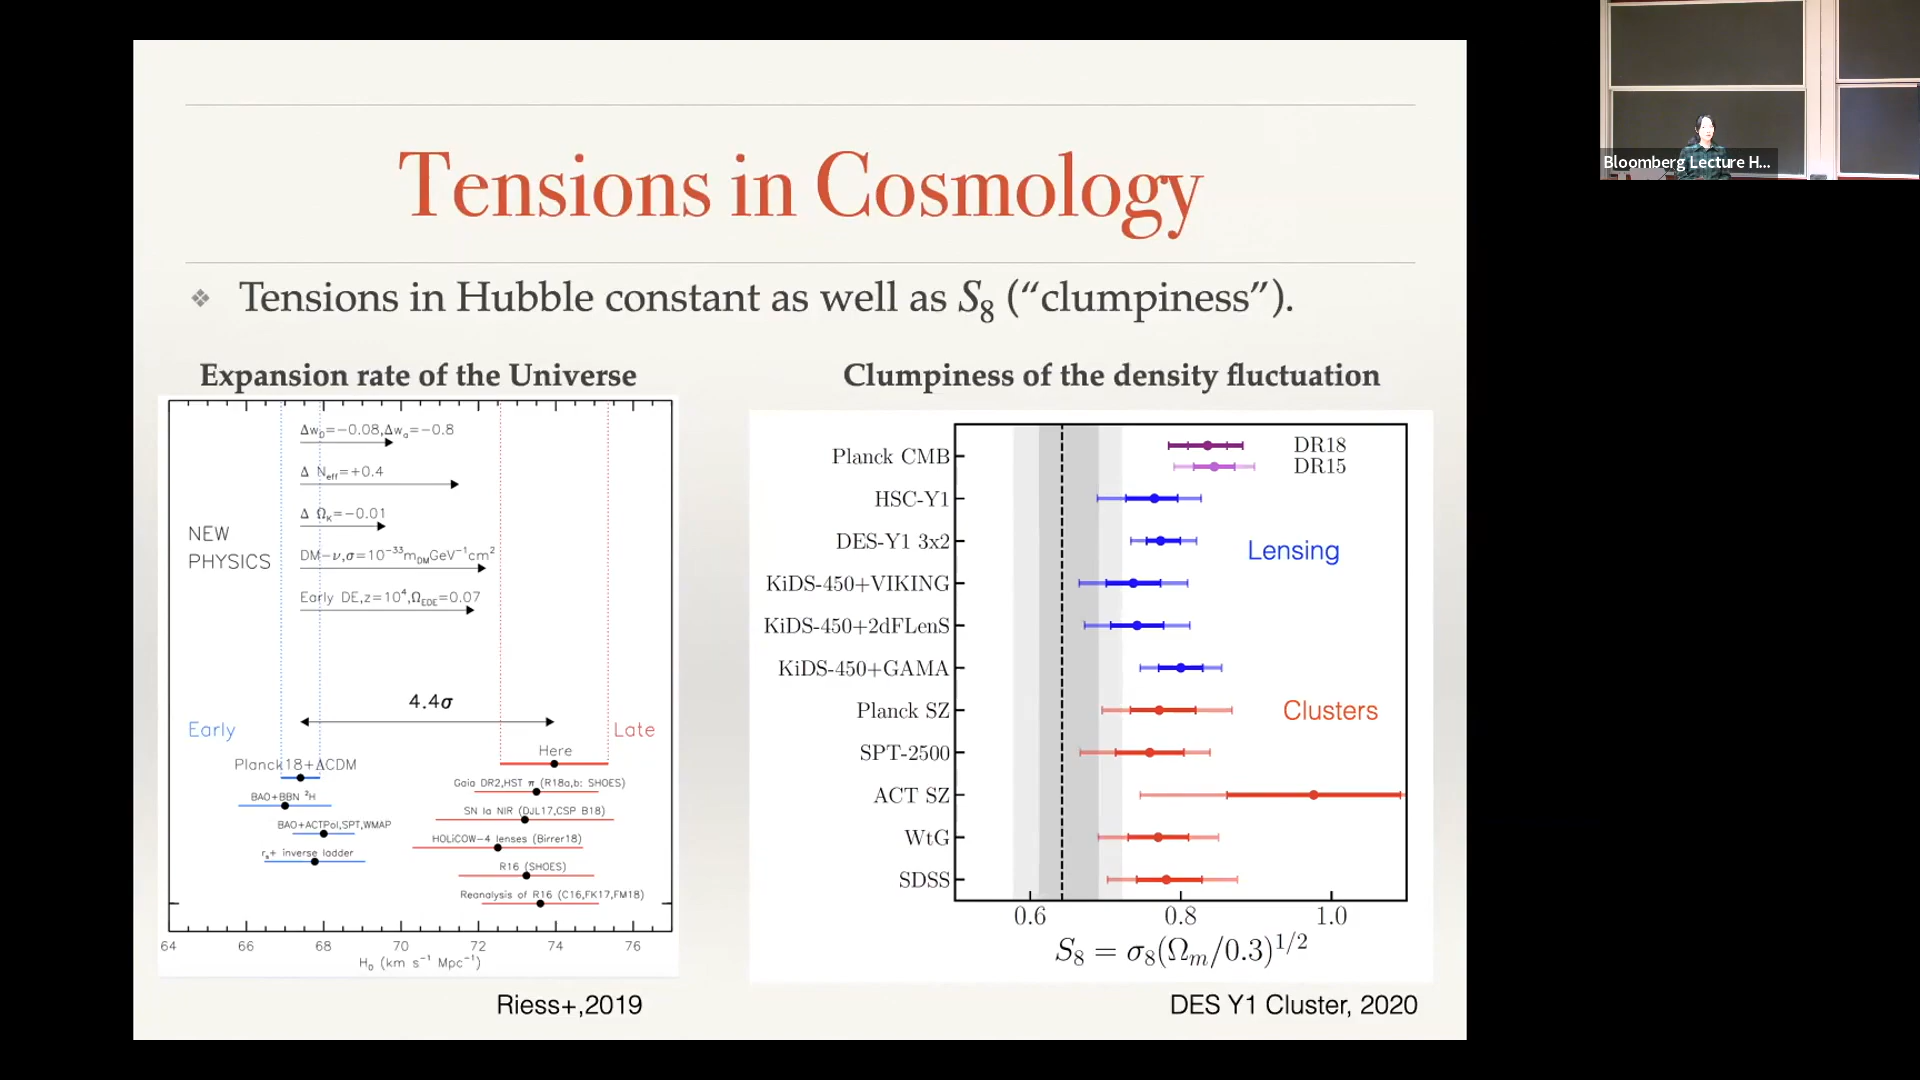 Bloomberg Lecture H...
Tensions in Cosmology
❖ Tensions in Hubble constant as well as S₈ (“clumpiness”).
Expansion rate of the Universe
Δw₀=−0.08,Δwₐ=−0.8
Δ N_eff=+0.4
Δ Ω_K=−0.01
NEW
PHYSICS
DM−ν,σ=10⁻³³m_DM GeV⁻¹cm²
Early DE,z=10⁴,Ω_EDE=0.07
4.4σ
Early
Late
Here
Planck18+ΛCDM
Gaia DR2,HST π (R18a,b: SHOES)
BAO+BBN ²H
SN Ia NIR (DJL17,CSP B18)
BAO+ACTPol,SPT,WMAP
HOLiCOW−4 lenses (Birrer18)
r_s+ inverse ladder
R16 (SHOES)
Reanalysis of R16 (C16,FK17,FM18)
64 66 68 70 72 74 76
H₀ (km s⁻¹ Mpc⁻¹)
Riess+,2019
Clumpiness of the density fluctuation
Planck CMB
DR18
DR15
HSC-Y1
DES-Y1 3x2
Lensing
KiDS-450+VIKING
KiDS-450+2dFLenS
KiDS-450+GAMA
Planck SZ
Clusters
SPT-2500
ACT SZ
WtG
SDSS
0.6 0.8 1.0
S₈ = σ₈(Ωₘ/0.3)^1/2
DES Y1 Cluster, 2020